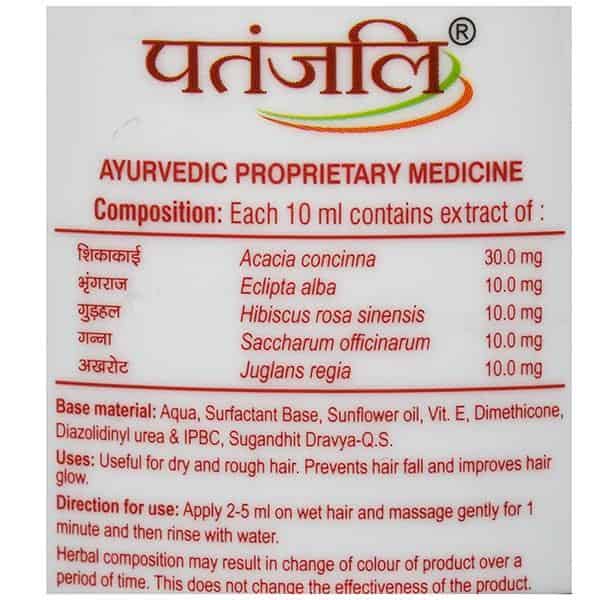 पतंजलि®
AYURVEDIC PROPRIETARY MEDICINE
Composition: Each 10 ml contains extract of :
शिकाकाई Acacia concinna 30.0 mg
भृंगराज Eclipta alba 10.0 mg
गुड़हल Hibiscus rosa sinensis 10.0 mg
गन्ना Saccharum officinarum 10.0 mg
अखरोट Juglans regia 10.0 mg
Base material: Aqua, Surfactant Base, Sunflower oil, Vit. E, Dimethicone,
Diazolidinyl urea & IPBC, Sugandhit Dravya-Q.S.
Uses: Useful for dry and rough hair. Prevents hair fall and improves hair
glow.
Direction for use: Apply 2-5 ml on wet hair and massage gently for 1
minute and then rinse with water.
Herbal composition may result in change of colour of product over a
period of time. This does not change the effectiveness of the product.